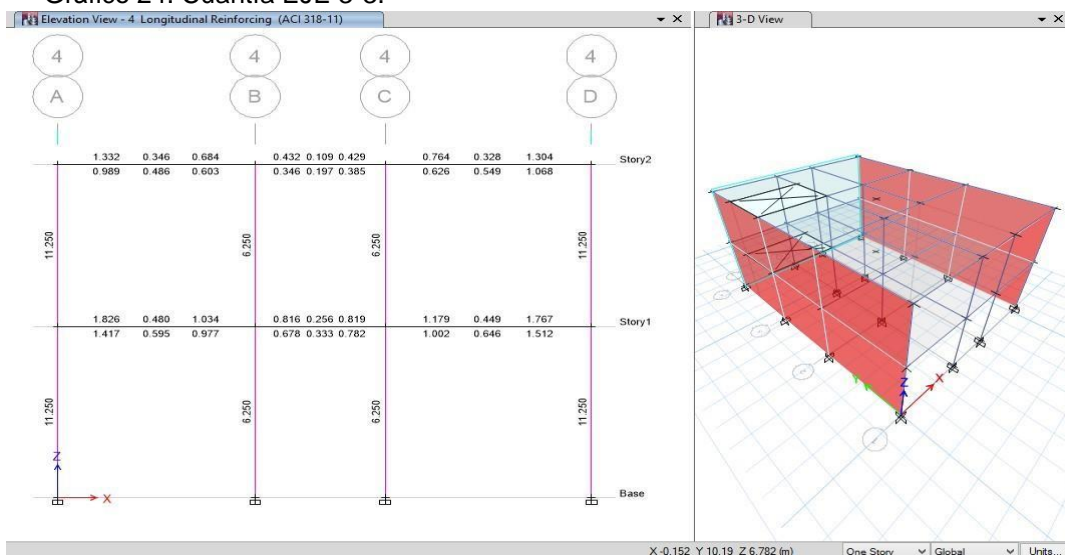 Elevation View - 4 Longitudinal Reinforcing (ACI 318-11)
3-D View
4 4 4 4
A B C D
1.332 0.346 0.684 0.432 0.109 0.429 0.764 0.328 1.304 Story2
0.989 0.486 0.603 0.346 0.197 0.385 0.626 0.549 1.068
11.250 6.250 6.250 11.250
1.826 0.480 1.034 0.816 0.256 0.819 1.179 0.449 1.767 Story1
1.417 0.595 0.977 0.678 0.333 0.782 1.002 0.646 1.512
11.250 6.250 6.250 11.250
Z
X
Base
Y Z X
X -0.152 Y 10.19 Z 6.782 (m)
One Story
Global
Units...